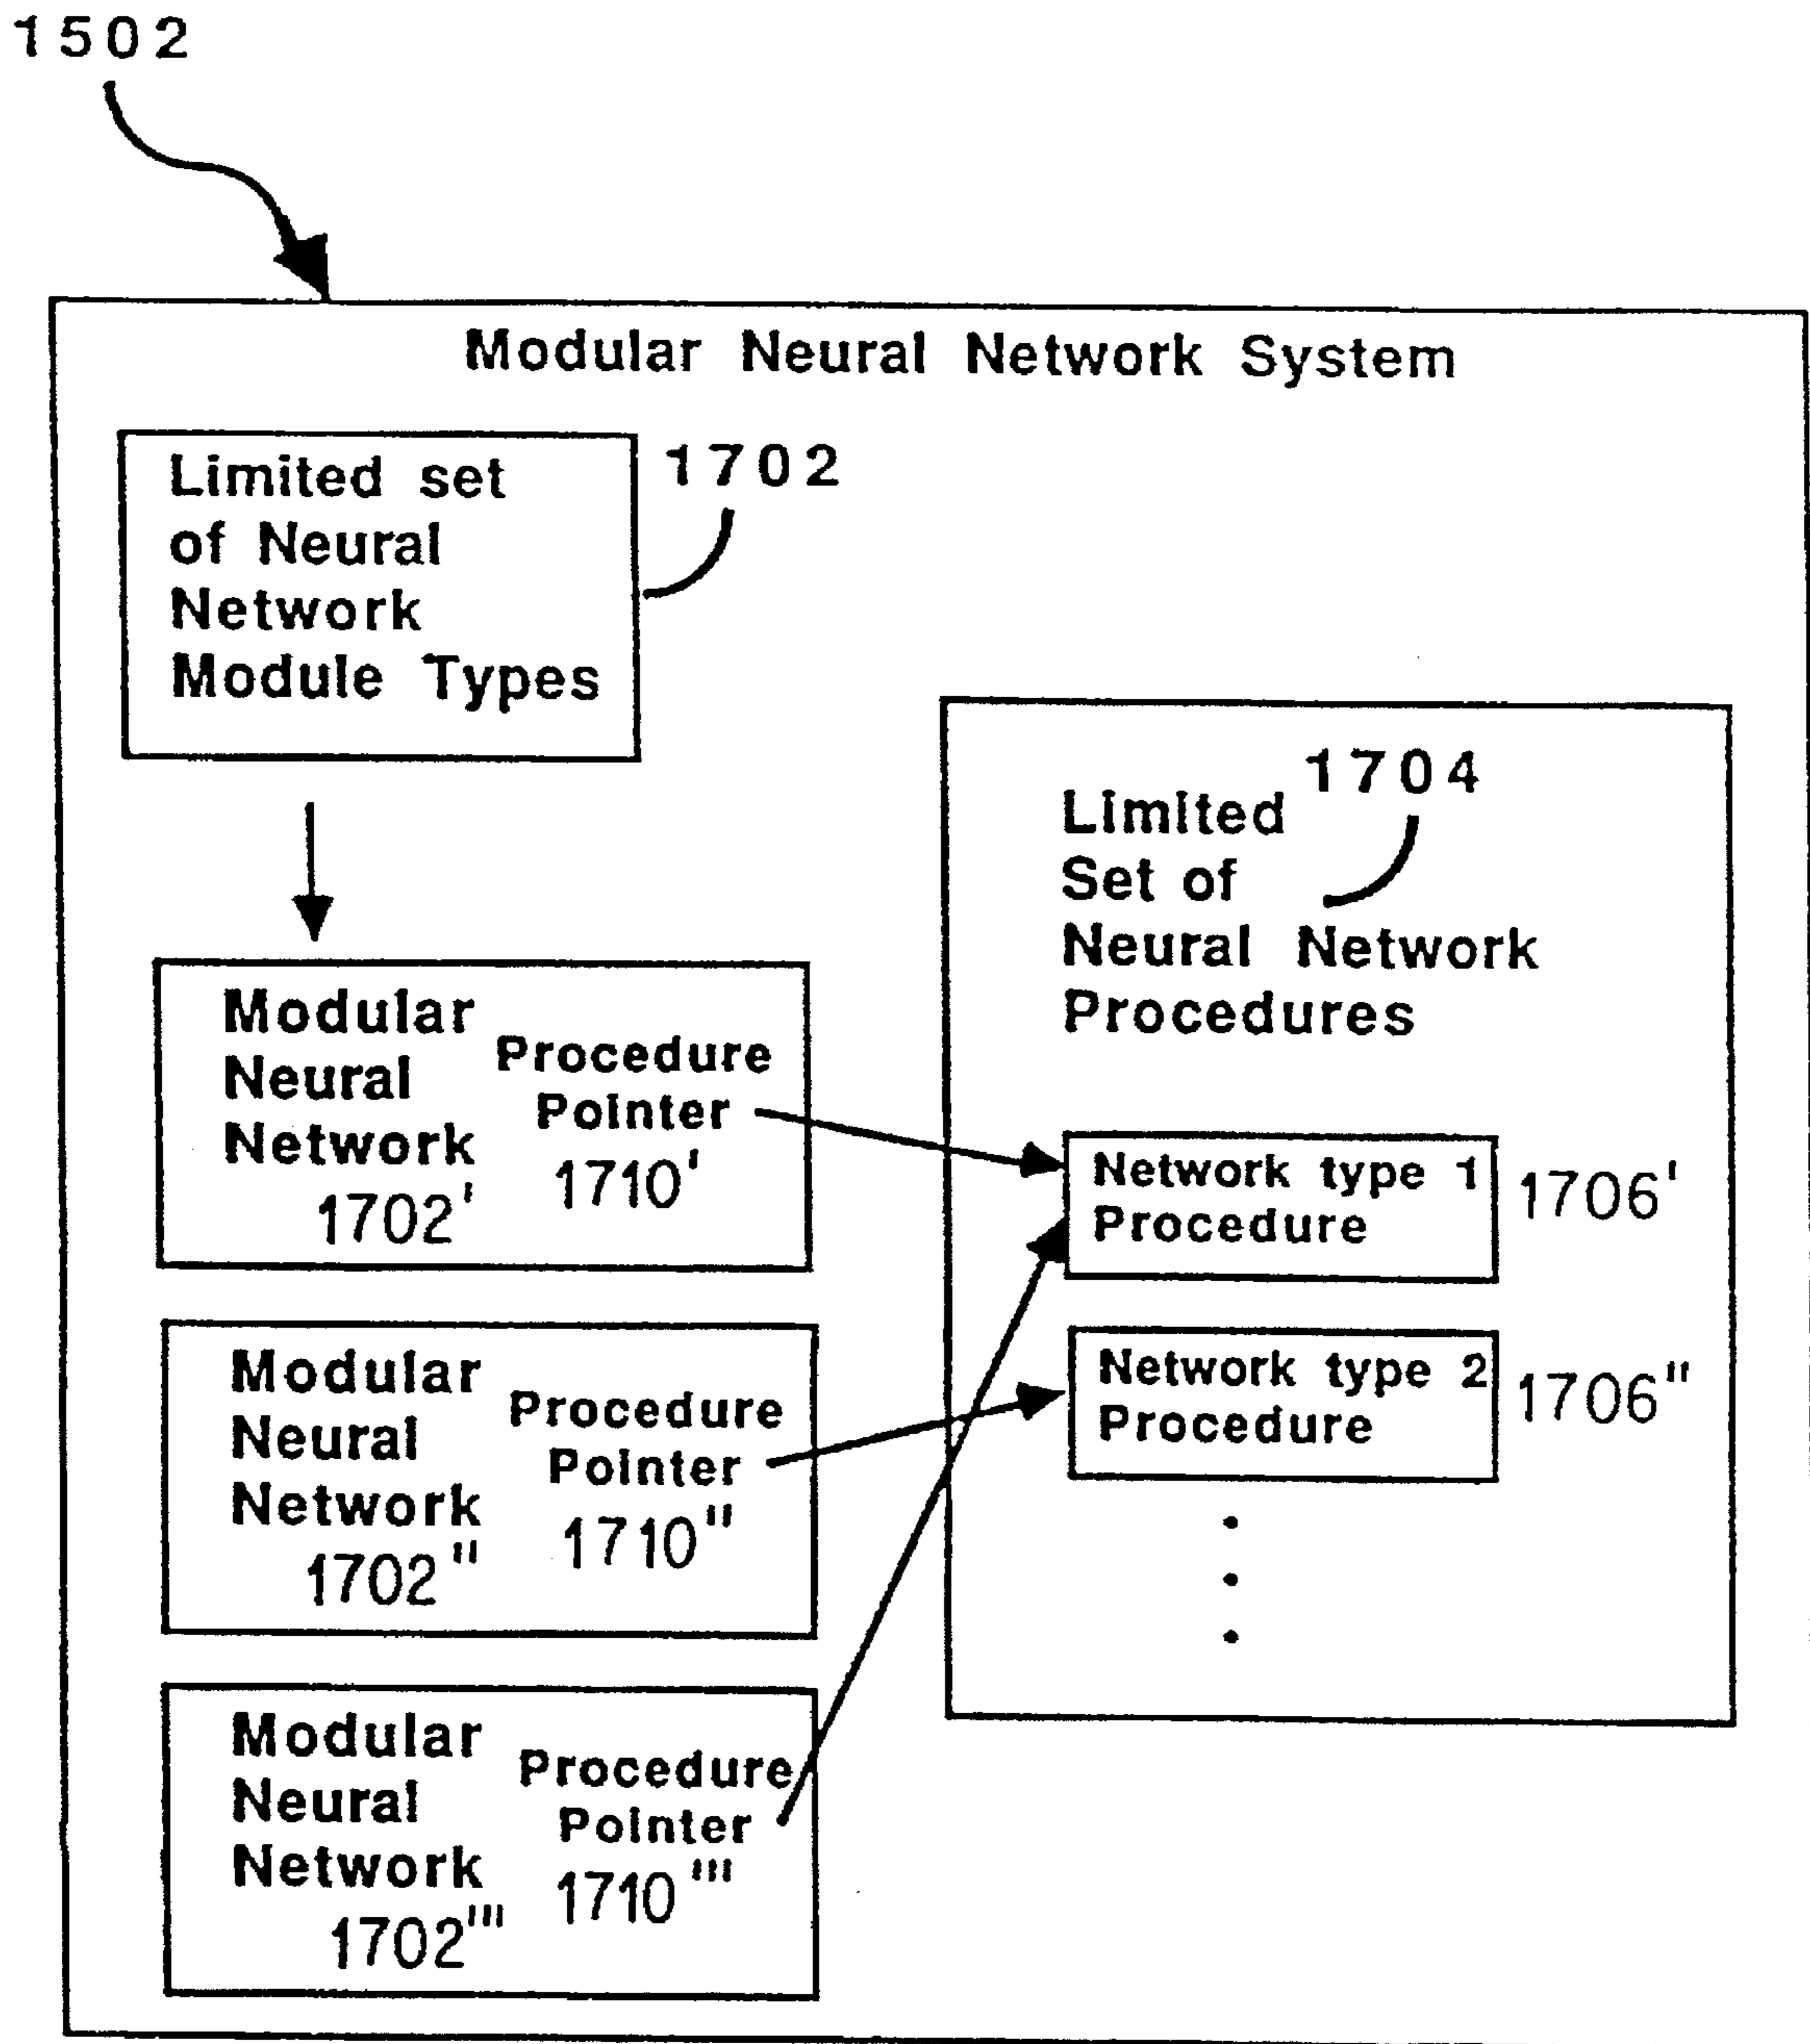 1502
Modular Neural Network System
Limited set
of Neural
Network
Module Types
1702
1704
Limited
Set of
Neural Network
Procedures
Modular
Neural
Network
1702'
Procedure
Pointer
1710'
Network type 1
Procedure
1706'
Modular
Neural
Network
1702"
Procedure
Pointer
1710"
Network type 2
Procedure
1706"
Modular
Neural
Network
1702'''
Procedure
Pointer
1710'''